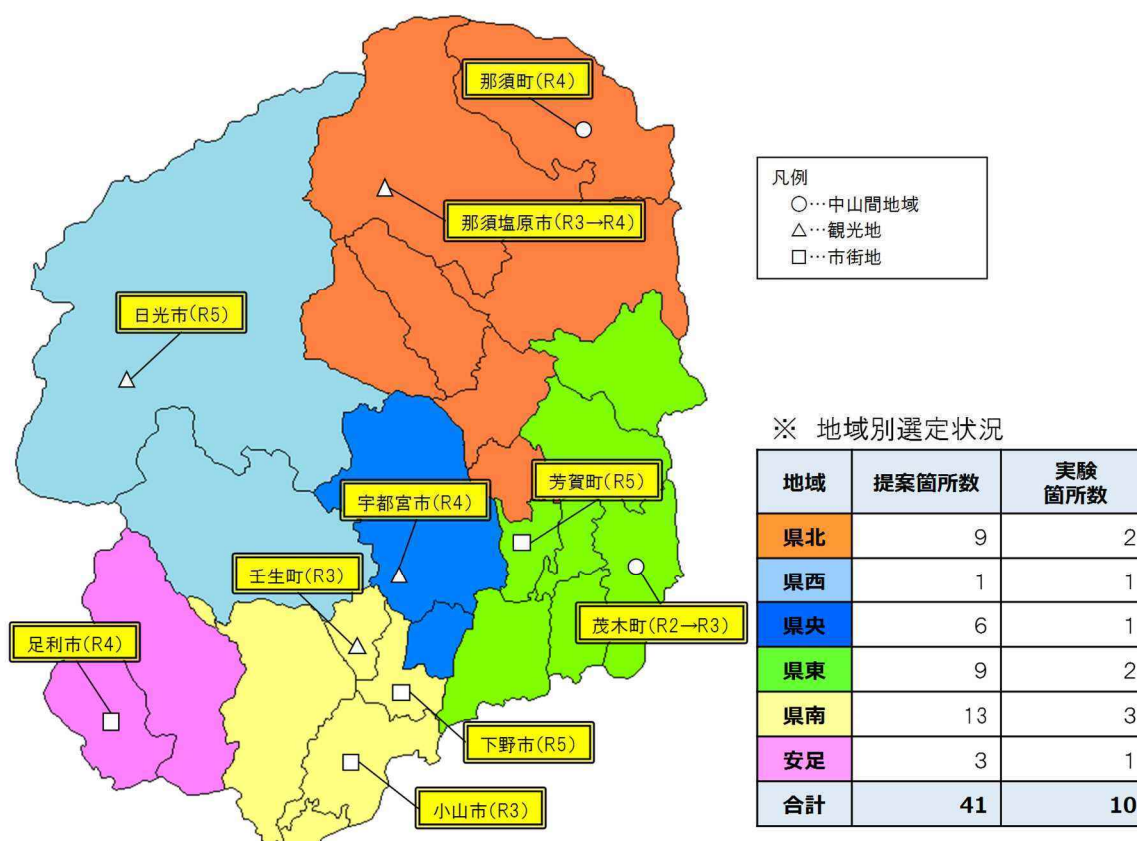 那須町(R4)
那須塩原市(R3→R4)
日光市(R5)
芳賀町(R5)
宇都宮市(R4)
壬生町(R3)
茂木町(R2→R3)
足利市(R4)
下野市(R5)
小山市(R3)
凡例
○…中山間地域
△…観光地
□…市街地
※ 地域別選定状況
地域 提案箇所数 実験箇所数
県北 9 2
県西 1 1
県央 6 1
県東 9 2
県南 13 3
安足 3 1
合計 41 10